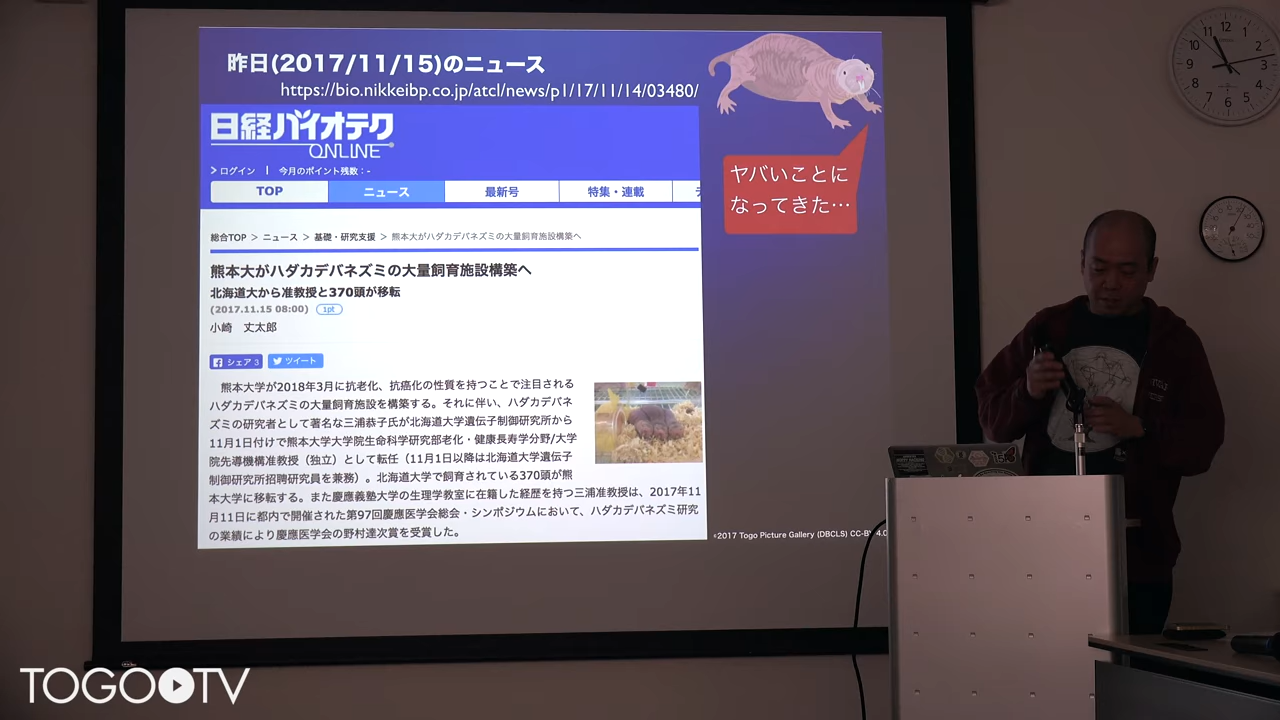 昨日(2017/11/15)のニュース
https://bio.nikkeibp.co.jp/atcl/news/p1/17/11/14/03480/
日経バイオテク
ONLINE
> ログイン | 今月のポイント残数：-
TOP ニュース 最新号 特集・連載
総合TOP > ニュース > 基礎・研究支援 > 熊本大がハダカデバネズミの大量飼育施設構築へ
熊本大がハダカデバネズミの大量飼育施設構築へ
北海道大から准教授と370頭が移転
(2017.11.15 08:00) 1pt
小崎 丈太郎
シェア 3 ツイート
熊本大学が2018年3月に抗老化、抗癌化の性質を持つことで注目される
ハダカデバネズミの大量飼育施設を構築する。それに伴い、ハダカデバネ
ズミの研究者として著名な三浦恭子氏が北海道大学遺伝子制御研究所から
11月1日付けで熊本大学大学院生命科学研究部老化・健康長寿学分野/大学
院先導機構准教授（独立）として転任（11月1日以降は北海道大学遺伝子
制御研究所招聘研究員を兼務）。北海道大学で飼育されている370頭が熊
本大学に移転する。また慶應義塾大学の生理学教室に在籍した経歴を持つ三浦准教授は、2017年11
月11日に都内で開催された第97回慶應医学会総会・シンポジウムにおいて、ハダカデバネズミ研究
の業績により慶應医学会の野村達次賞を受賞した。
ヤバいことに
なってきた…
©2017 Togo Picture Gallery (DBCLS) CC-BY 4.0
12
1
2
3
4
5
6
7
8
9
10
11
TOGO TV